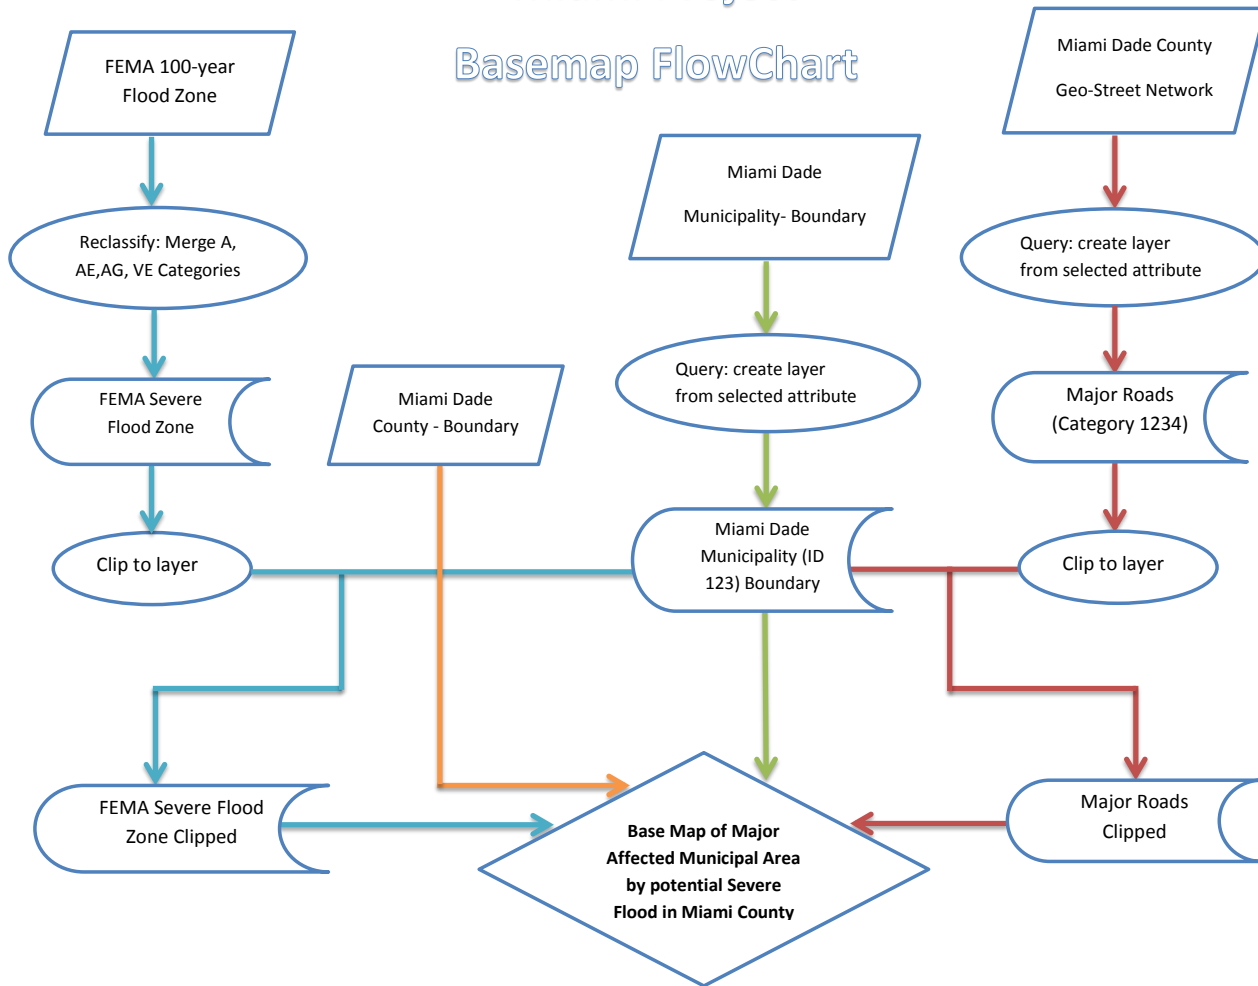 Basemap FlowChart
FEMA 100-year
Flood Zone
Miami Dade County
Geo-Street Network
Miami Dade
Municipality- Boundary
Reclassify: Merge A,
AE,AG, VE Categories
Query: create layer
from selected attribute
Query: create layer
from selected attribute
FEMA Severe
Flood Zone
Miami Dade
County - Boundary
Major Roads
(Category 1234)
Miami Dade
Municipality (ID
123) Boundary
Clip to layer
Clip to layer
FEMA Severe Flood
Zone Clipped
Major Roads
Clipped
Base Map of Major
Affected Municipal Area
by potential Severe
Flood in Miami County